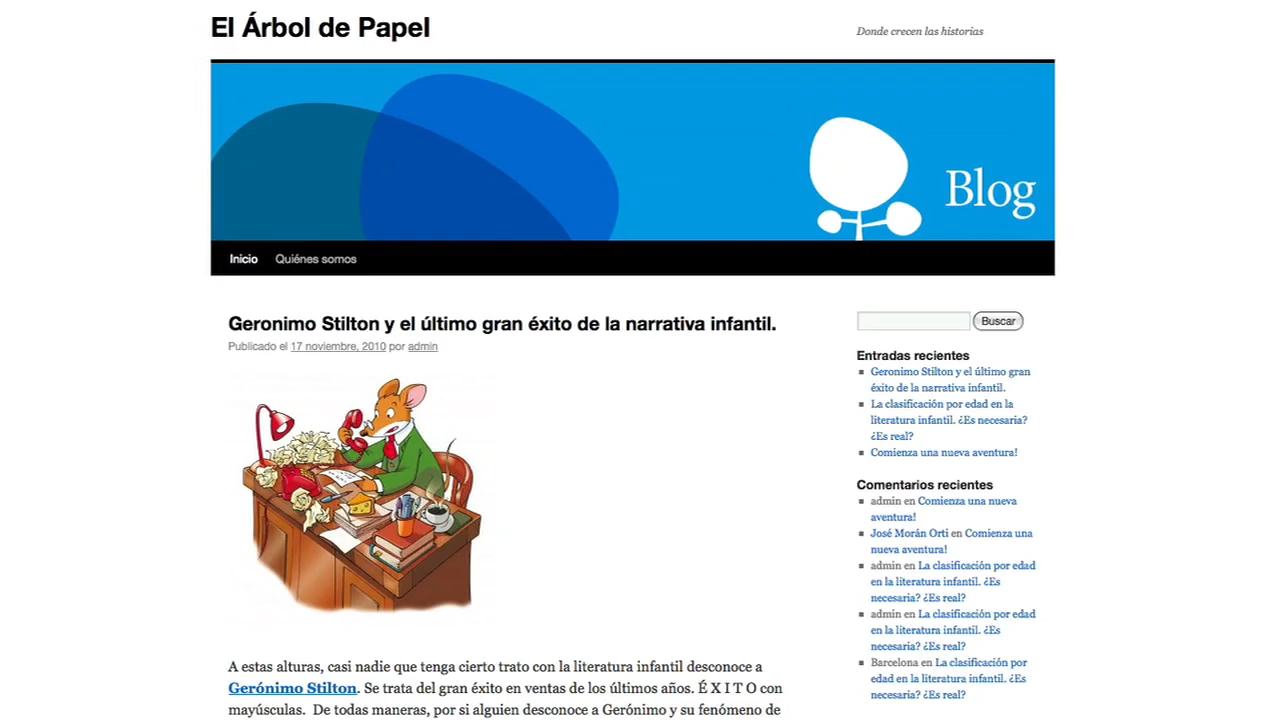 El Árbol de Papel
Donde crecen las historias
Blog
Inicio Quiénes somos
Geronimo Stilton y el último gran éxito de la narrativa infantil.
Publicado el 17 noviembre, 2010 por admin
A estas alturas, casi nadie que tenga cierto trato con la literatura infantil desconoce a
Gerónimo Stilton. Se trata del gran éxito en ventas de los últimos años. É X I T O con
mayúsculas.  De todas maneras, por si alguien desconoce a Gerónimo y su fenómeno de
Buscar
Entradas recientes
Geronimo Stilton y el último gran
éxito de la narrativa infantil.
La clasificación por edad en la
literatura infantil. ¿Es necesaria?
¿Es real?
Comienza una nueva aventura!
Comentarios recientes
admin en Comienza una nueva
aventura!
José Morán Orti en Comienza una
nueva aventura!
admin en La clasificación por edad
en la literatura infantil. ¿Es
necesaria? ¿Es real?
admin en La clasificación por edad
en la literatura infantil. ¿Es
necesaria? ¿Es real?
Barcelona en La clasificación por
edad en la literatura infantil. ¿Es
necesaria? ¿Es real?